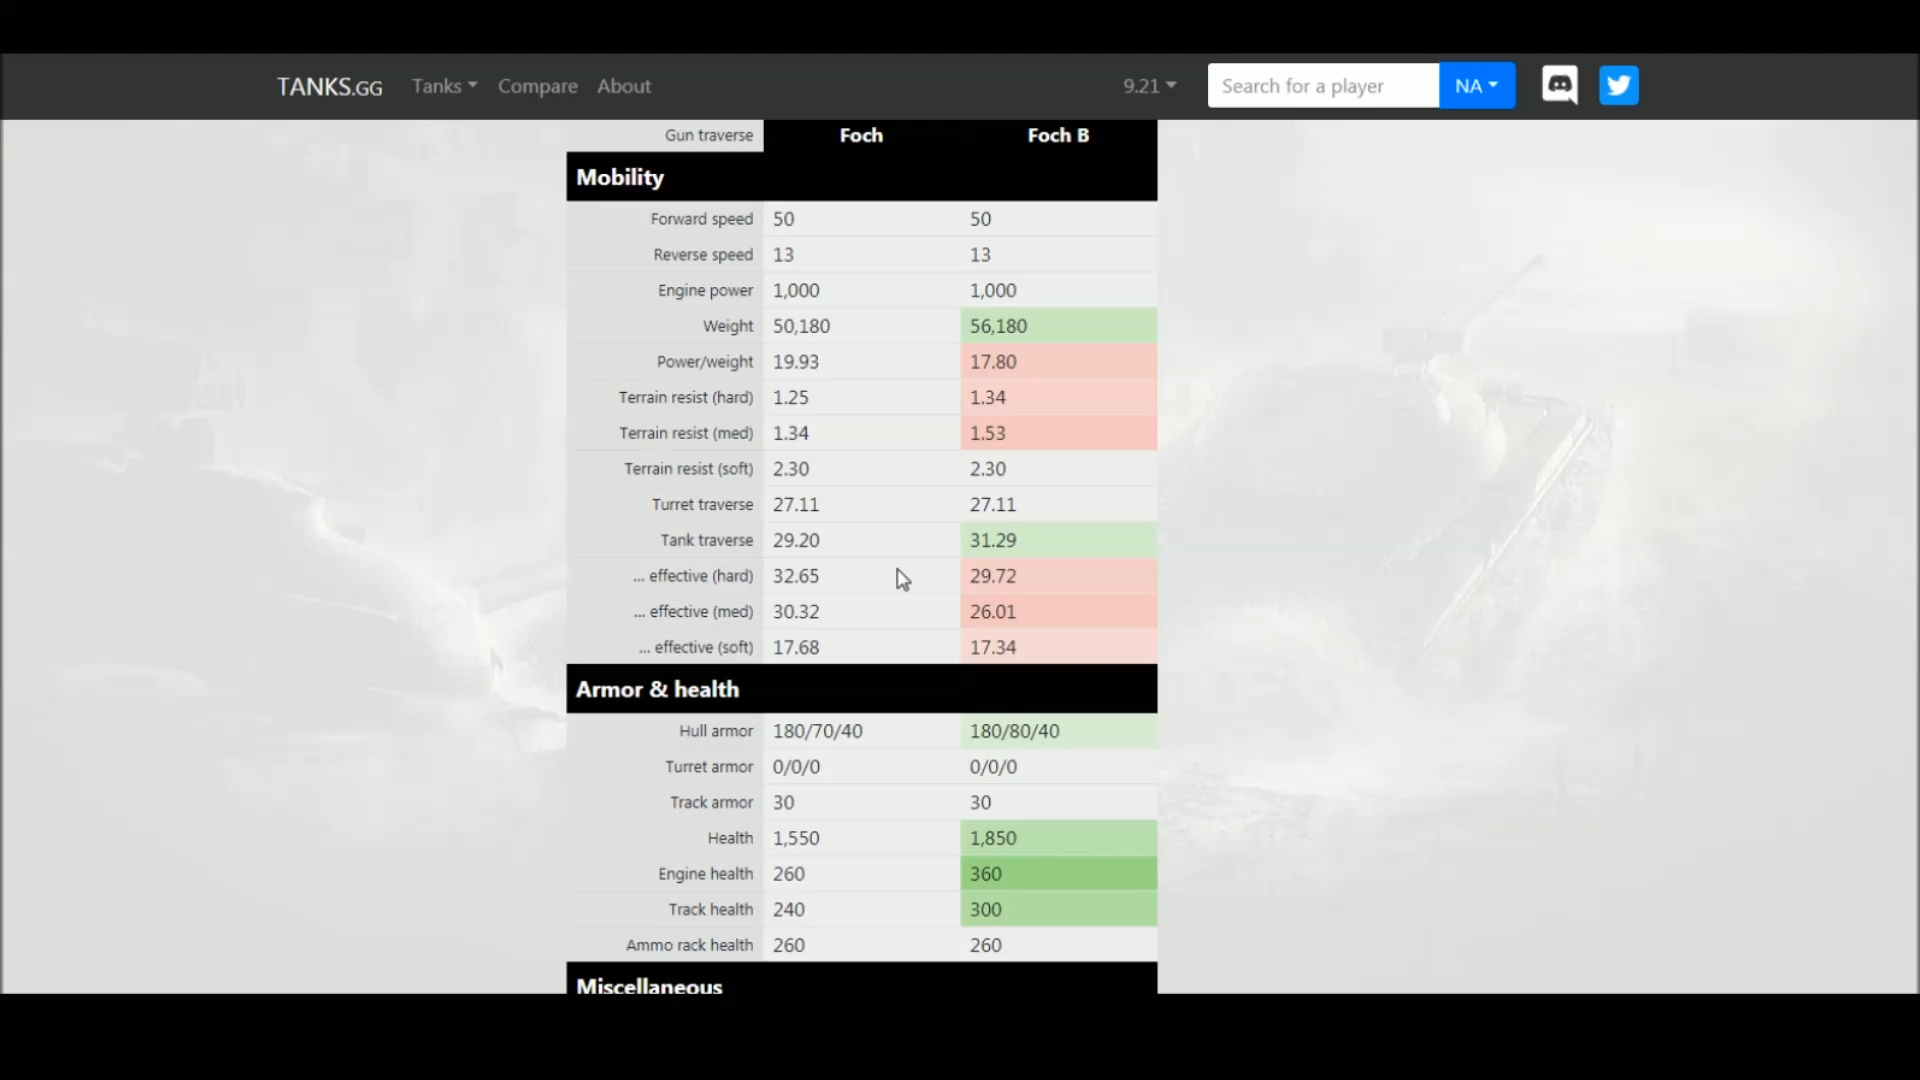 TANKS.GG Tanks Compare About 9.21 Search for a player NA
Gun traverse Foch Foch B
Mobility
Forward speed 50 50
Reverse speed 13 13
Engine power 1,000 1,000
Weight 50,180 56,180
Power/weight 19.93 17.80
Terrain resist (hard) 1.25 1.34
Terrain resist (med) 1.34 1.53
Terrain resist (soft) 2.30 2.30
Turret traverse 27.11 27.11
Tank traverse 29.20 31.29
... effective (hard) 32.65 29.72
... effective (med) 30.32 26.01
... effective (soft) 17.68 17.34
Armor & health
Hull armor 180/70/40 180/80/40
Turret armor 0/0/0 0/0/0
Track armor 30 30
Health 1,550 1,850
Engine health 260 360
Track health 240 300
Ammo rack health 260 260
Miscellaneous